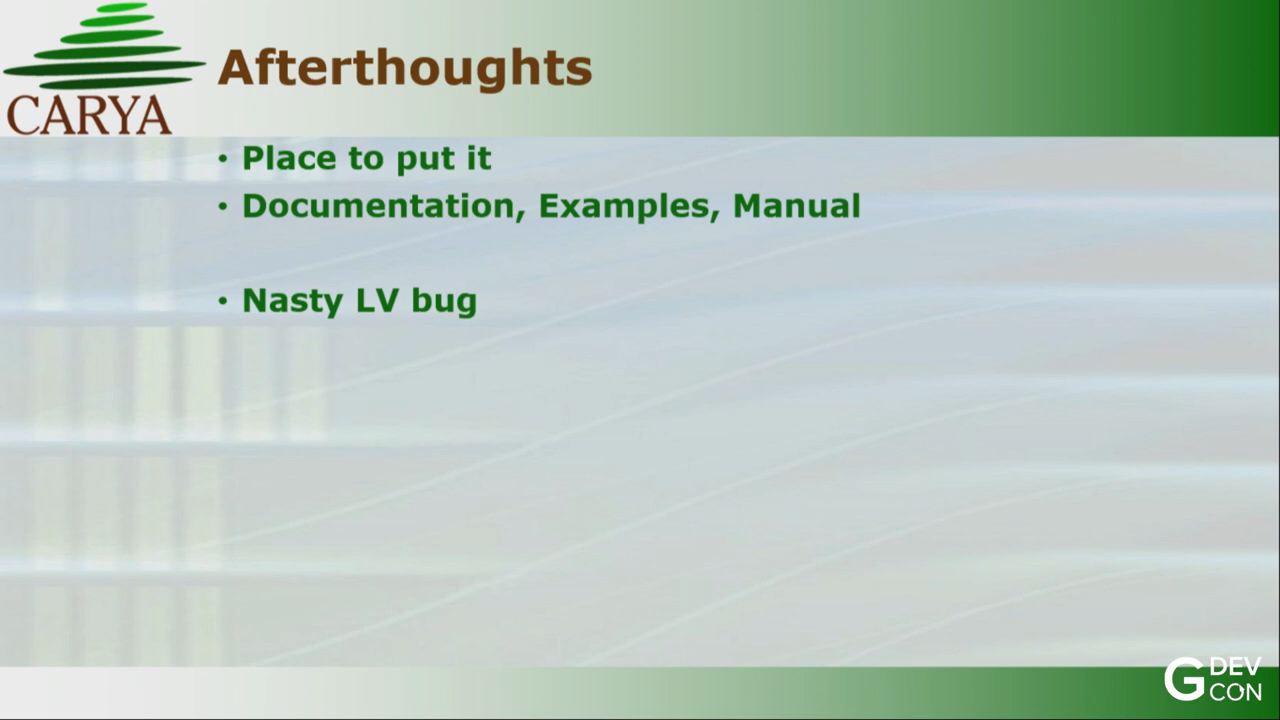 CARYA
Afterthoughts
• Place to put it
• Documentation, Examples, Manual
• Nasty LV bug
G DEV
CON